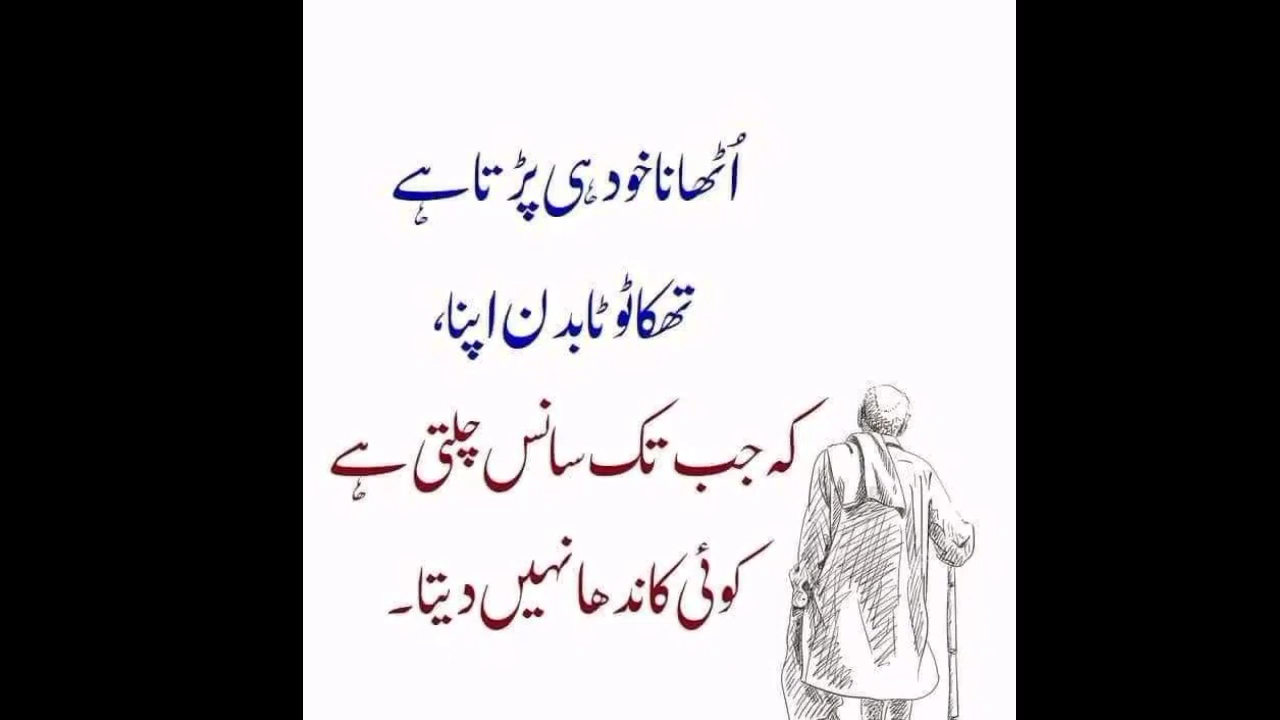 اُٹھانا خود ہی پڑتا ہے
تھکا ٹوٹا بدن اپنا،
کہ جب تک سانس چلتی ہے
کوئی کاندھا نہیں دیتا۔